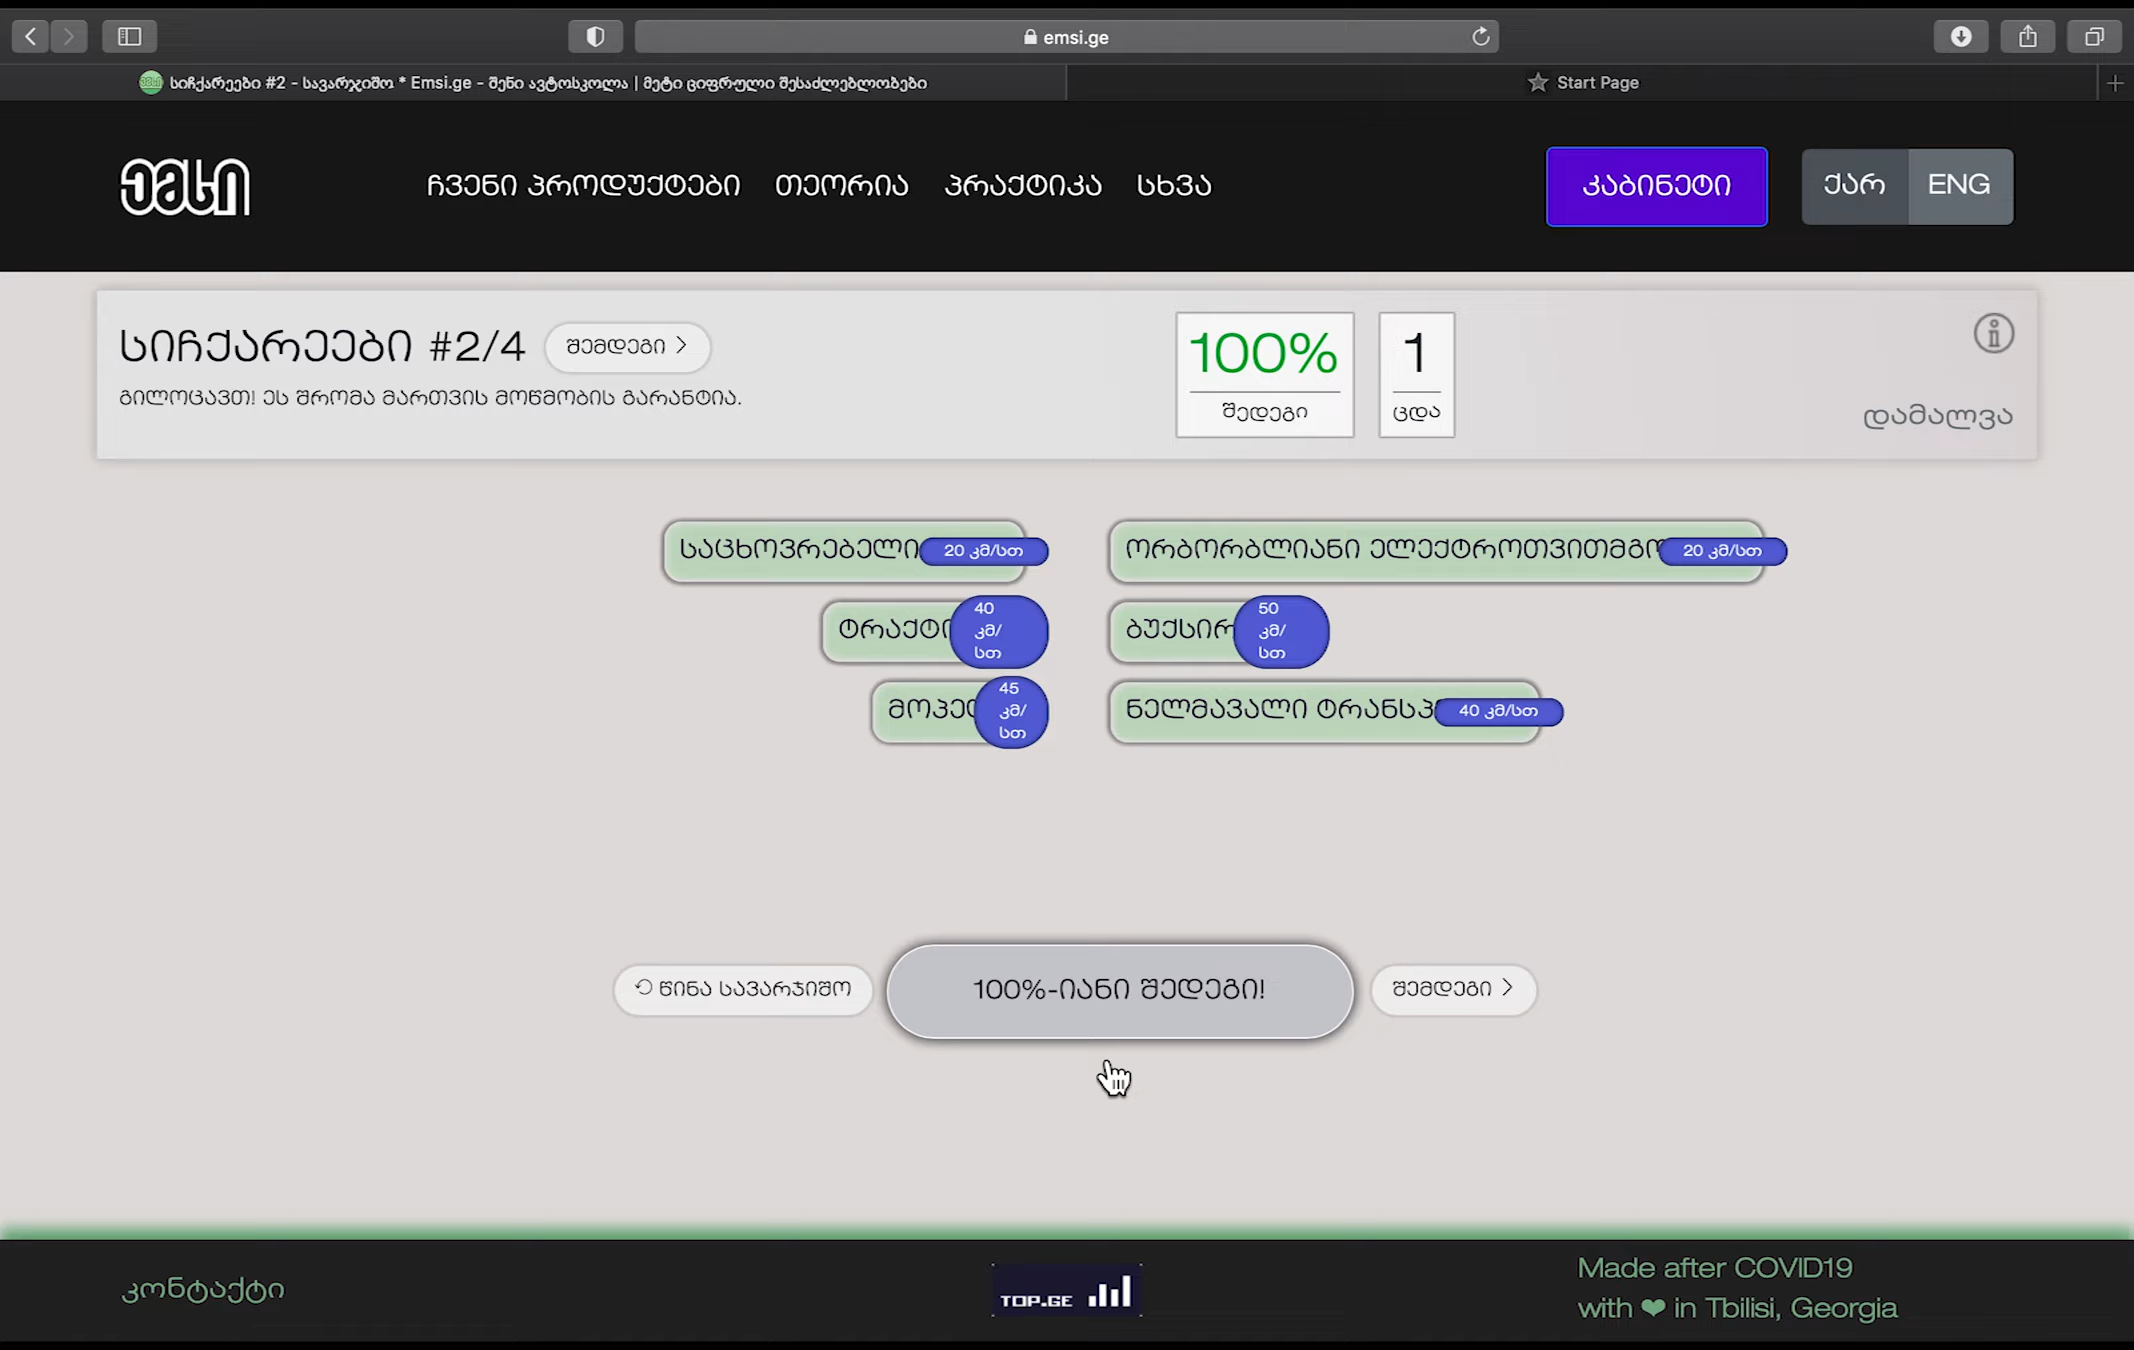 emsi.ge
სიჩქარეები #2 - სავარჯიშო * Emsi.ge - შენი ავტოსკოლა | მეტი ციფრული შესაძლებლობები
Start Page
ემსი
ჩვენი პროდუქტები
თეორია
პრაქტიკა
სხვა
კაბინეტი
ქარ
ENG
სიჩქარეები #2/4
შემდეგი >
გილოცავთ! ეს შრომა მართვის მოწმობის გარანტია.
100%
შედეგი
1
ცდა
დამალვა
საცხოვრებელი
20 კმ/სთ
ორბორბლიანი ელექტროთვითმგო
20 კმ/სთ
ტრაქტი
40
კმ/
სთ
ბუქსირ
50
კმ/
სთ
მოპედ
45
კმ/
სთ
ნელმავალი ტრანსპ
40 კმ/სთ
წინა სავარჯიშო
100%-იანი შედეგი!
შემდეგი >
კონტაქტი
TOP.GE
Made after COVID19
with ❤ in Tbilisi, Georgia